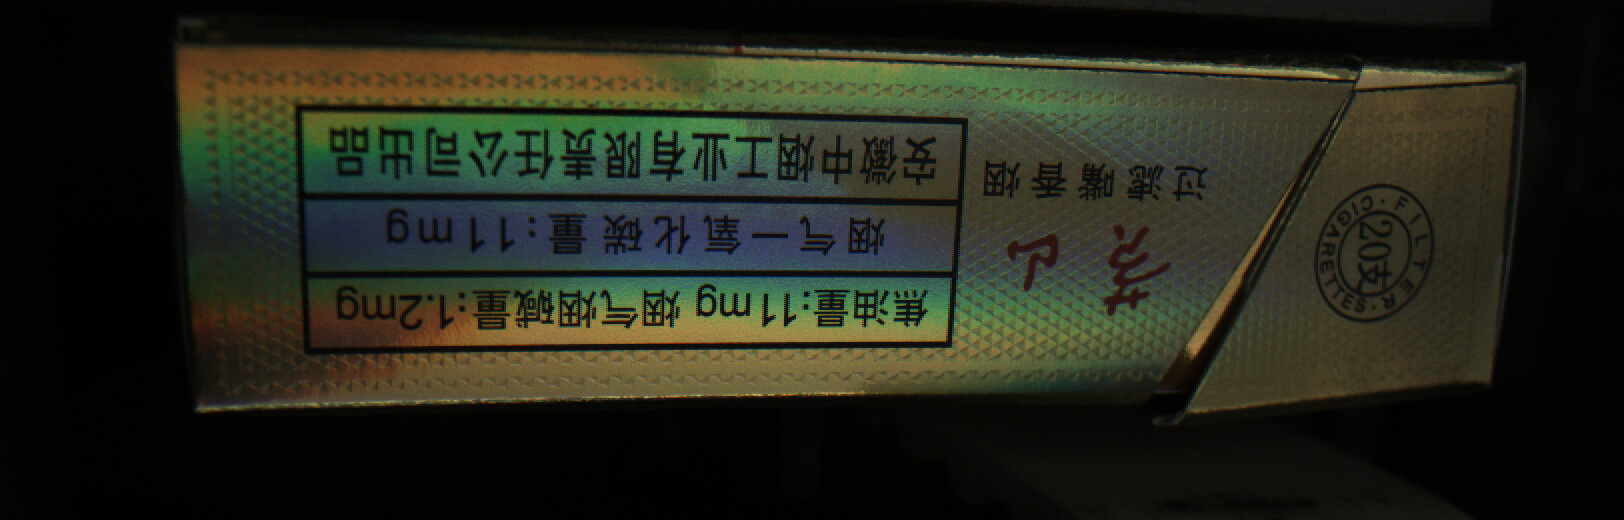 FILTER · CIGARETTES ·
20支
黄山
过滤嘴香烟
焦油量:11mg 烟气烟碱量:1.2mg
烟气一氧化碳量:11mg
安徽中烟工业有限责任公司出品